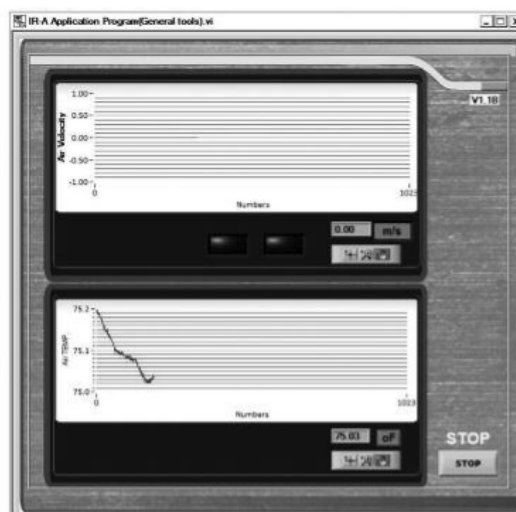 IR-A Application Program(General tools).vi
V1.1B
Air Velocity
1.00
0.50
0.00
-0.50
-1.00
0
1023
Numbers
0.00
m/s
Air TEMP
75.2
75.1
75.0
0
1023
Numbers
75.03
oF
STOP
STOP